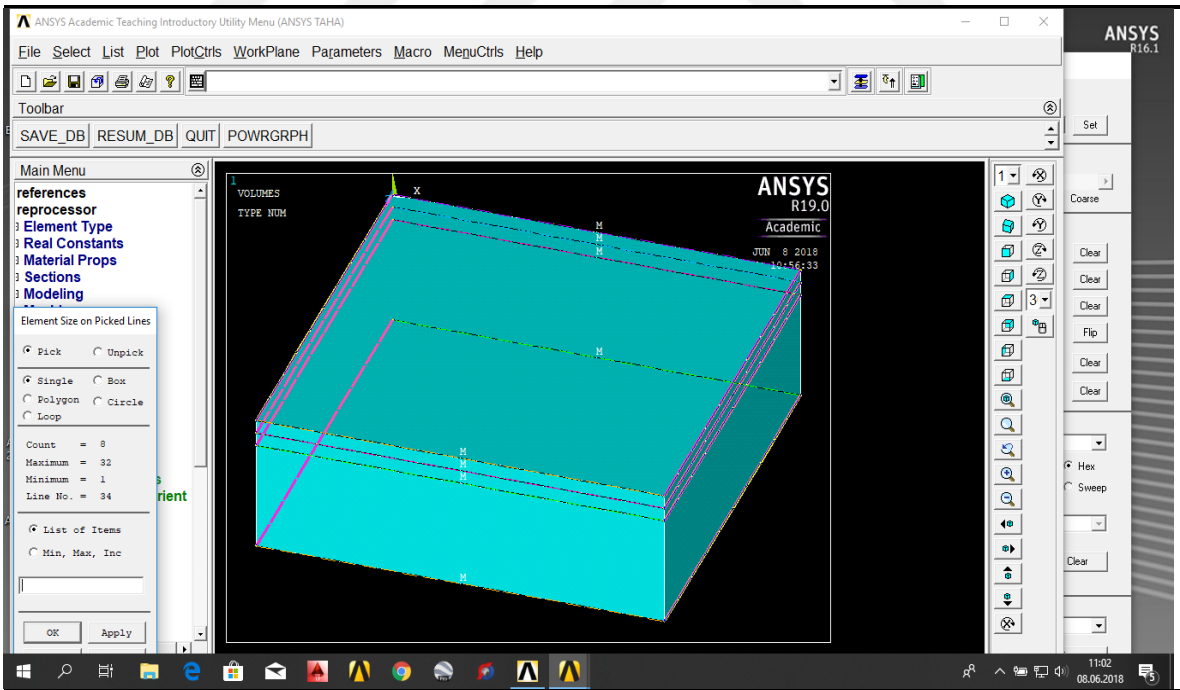 ANSYS Academic Teaching Introductory Utility Menu (ANSYS TAHA)
ANSYS
R16.1
File Select List Plot PlotCtrls WorkPlane Parameters Macro MenuCtrls Help
Toolbar
SAVE_DB RESUM_DB QUIT POWRGRPH
Set
Main Menu
references
reprocessor
Element Type
Real Constants
Material Props
Sections
Modeling
1
VOLUMES
TYPE NUM
X
ANSYS
R19.0
Academic
JUN 8 2018
10:56:33
M
M
M
M
M
M
M
M
1
3
Coarse
Clear
Clear
Clear
Flip
Clear
Clear
Hex
Sweep
Clear
Element Size on Picked Lines
Pick Unpick
Single Box
Polygon Circle
Loop
Count = 8
Maximum = 32
Minimum = 1
Line No. = 34
rient
List of Items
Min, Max, Inc
OK Apply
11:02
08.06.2018
5